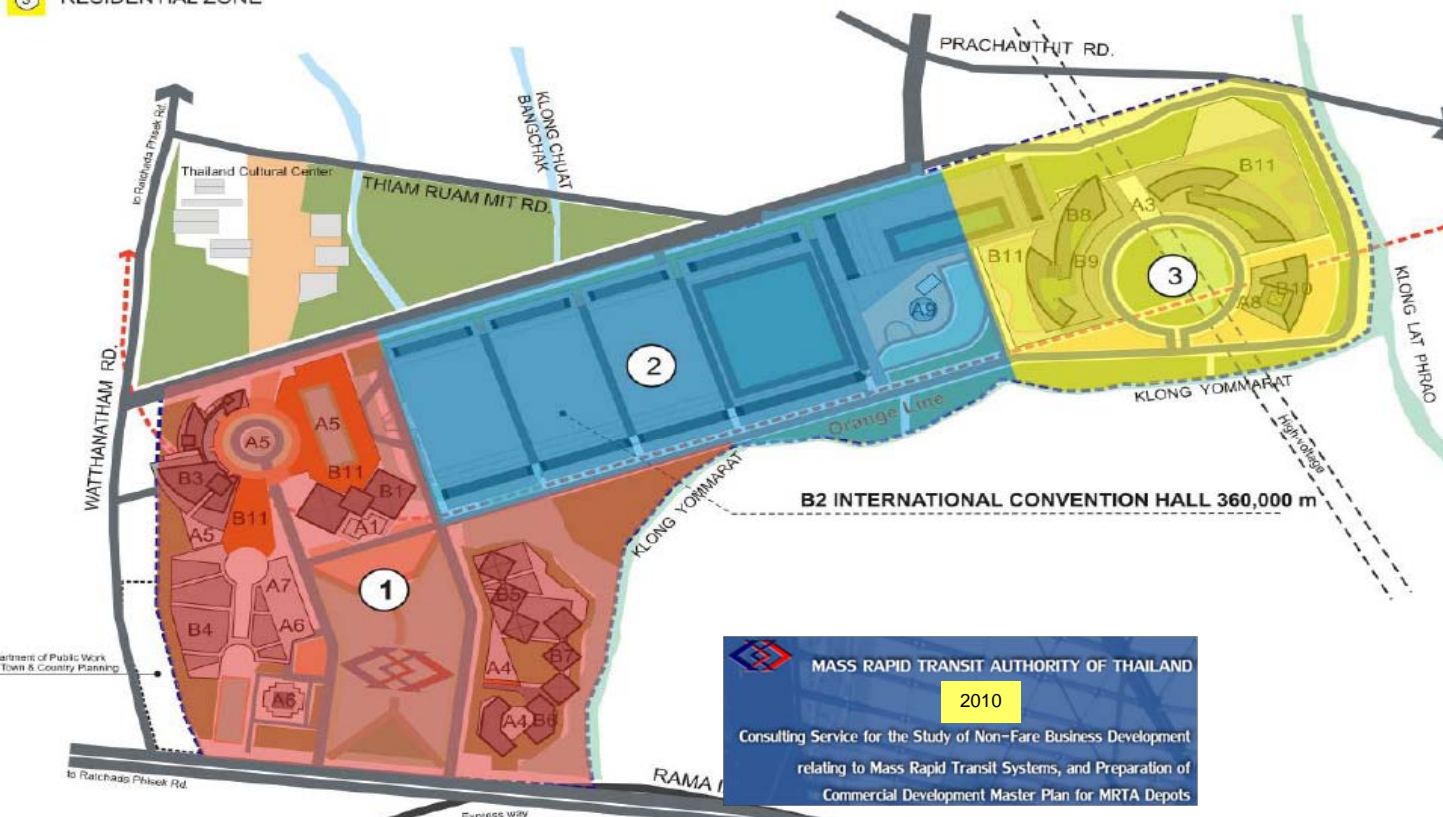 3 RESIDENTIAL ZONE
PRACHAUTHIT RD.
to Ratchada Phisek Rd.
KLONG CHUAT
BANGCHAK
Thailand Cultural Center
THIAM RUAM MIT RD.
B11
B8
A3
B11
B9
3
A8
B10
A9
KLONG LAT PHRAO
WATTHANATHAM RD.
2
KLONG YOMMARAT
Orange Line
High-voltage
A5
A5
B3
B11
B1
A1
B11
A5
KLONG YOMMARAT
B2 INTERNATIONAL CONVENTION HALL 360,000 m
1
A7
B5
B4
A6
A4
B7
artment of Public Work
Town & Country Planning
A6
A4
B6
to Ratchada Phisek Rd.
RAMA
Express way
MASS RAPID TRANSIT AUTHORITY OF THAILAND
2010
Consulting Service for the Study of Non-Fare Business Development
relating to Mass Rapid Transit Systems, and Preparation of
Commercial Development Master Plan for MRTA Depots